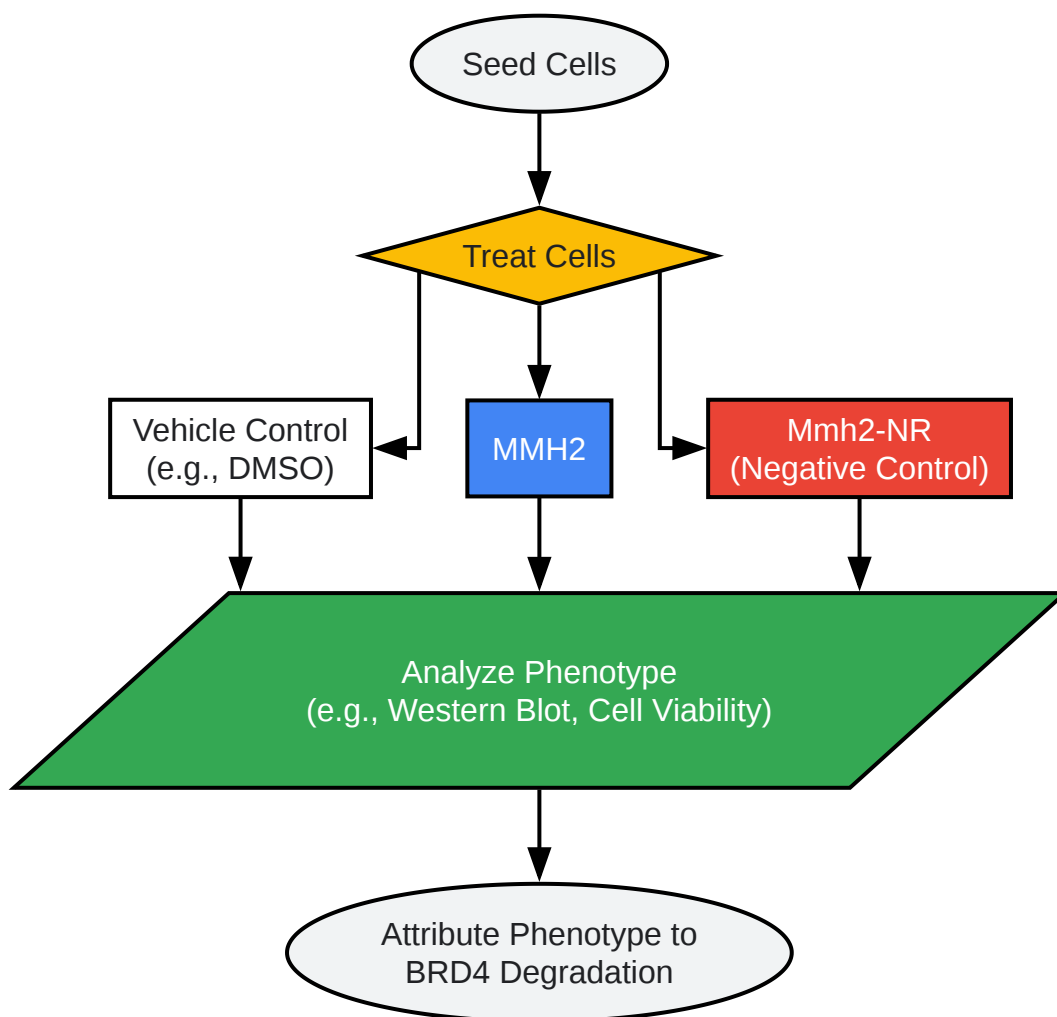 Seed Cells
Treat Cells
Vehicle Control
(e.g., DMSO)
MMH2
Mmh2-NR
(Negative Control)
Analyze Phenotype
(e.g., Western Blot, Cell Viability)
Attribute Phenotype to
BRD4 Degradation